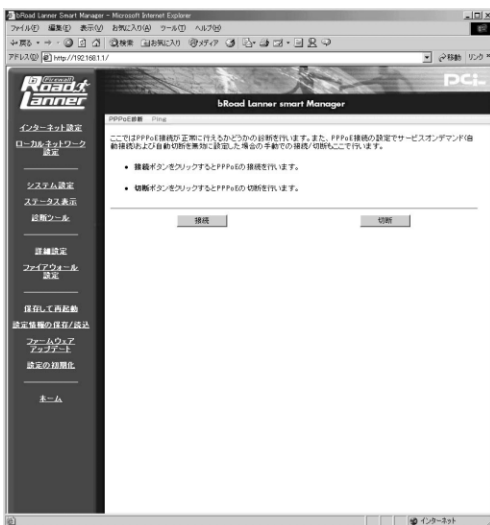 bRoad Lanner Smart Manager - Microsoft Internet Explorer
ファイル(F) 編集(E) 表示(V) お気に入り(A) ツール(T) ヘルプ(H)
戻る 検索 お気に入り メディア
アドレス(D) http://192.168.1.1/ 移動 リンク
Firewall
Road
Lanner
PCi
bRoad Lanner smart Manager
PPPoE診断 Ping
ここではPPPoE接続が正常に行えるかどうかの診断を行います。また、PPPoE接続の設定でサービスオンデマンド(自
動接続)および自動切断を無効に設定した場合の手動での接続/切断もここで行います。
• 接続ボタンをクリックするとPPPoEの接続を行います。
• 切断ボタンをクリックするとPPPoEの切断を行います。
接続 切断
インターネット設定
ローカルネットワーク
設定
システム設定
ステータス表示
診断ツール
詳細設定
ファイアウォール
設定
保存して再起動
設定情報の保存/読込
ファームウェア
アップデート
設定の初期化
ホーム
インターネット